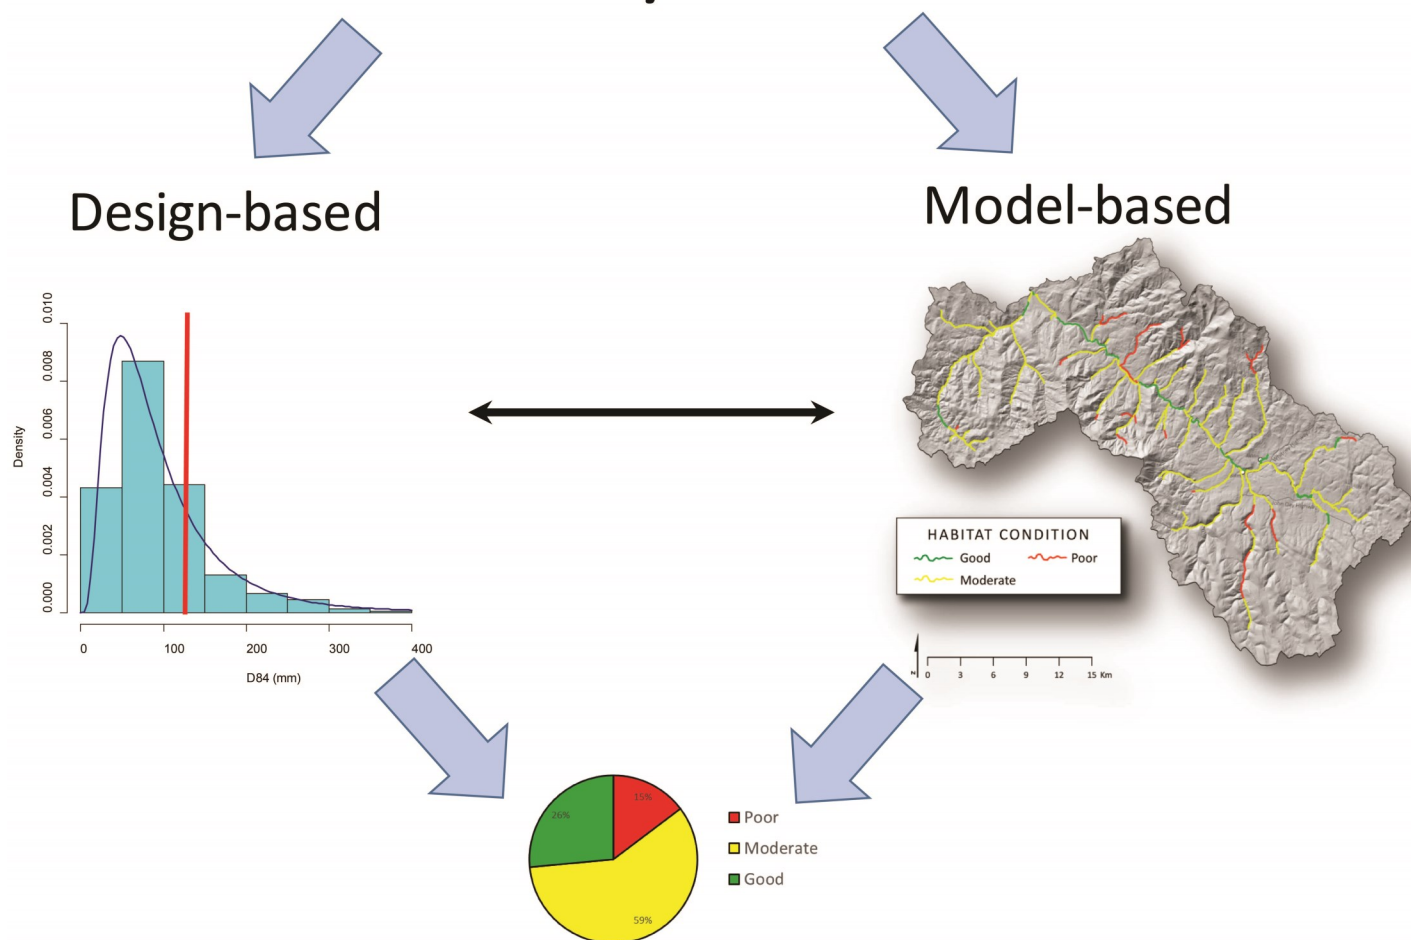 Design-based
Model-based
0.010
0.008
0.006
0.004
0.002
0.000
Density
0
100
200
300
400
D84 (mm)
HABITAT CONDITION
Good
Poor
Moderate
N
0
3
6
9
12
15 Km
15%
26%
59%
Poor
Moderate
Good